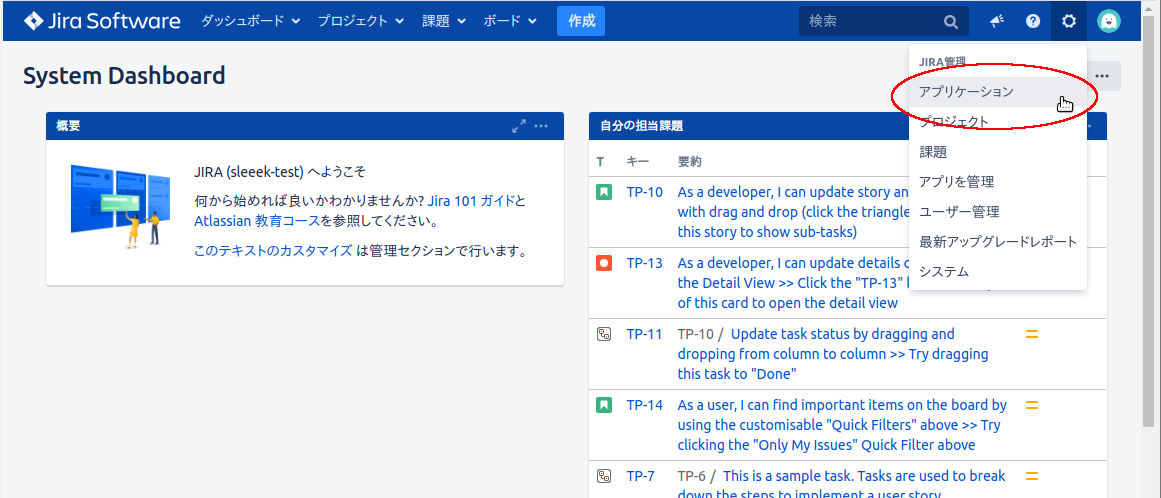 Jira Software ダッシュボード プロジェクト 課題 ボード 作成 検索
JIRA管理
アプリケーション
プロジェクト
課題
アプリを管理
ユーザー管理
最新アップグレードレポート
システム
System Dashboard
概要
JIRA (sleeek-test) へようこそ
何から始めれば良いかわかりませんか? Jira 101 ガイドと
Atlassian 教育コースを参照してください。
このテキストのカスタマイズ は管理セクションで行います。
自分の担当課題
T キー 要約
TP-10 As a developer, I can update story an
with drag and drop (click the triangle
this story to show sub-tasks)
TP-13 As a developer, I can update details
the Detail View >> Click the "TP-13"
of this card to open the detail view
TP-11 TP-10 / Update task status by dragging and
dropping from column to column >> Try dragging
this task to "Done"
TP-14 As a user, I can find important items on the board by
using the customisable "Quick Filters" above >> Try
clicking the "Only My Issues" Quick Filter above
TP-7 TP-6 / This is a sample task. Tasks are used to break
down the steps to implement a user story